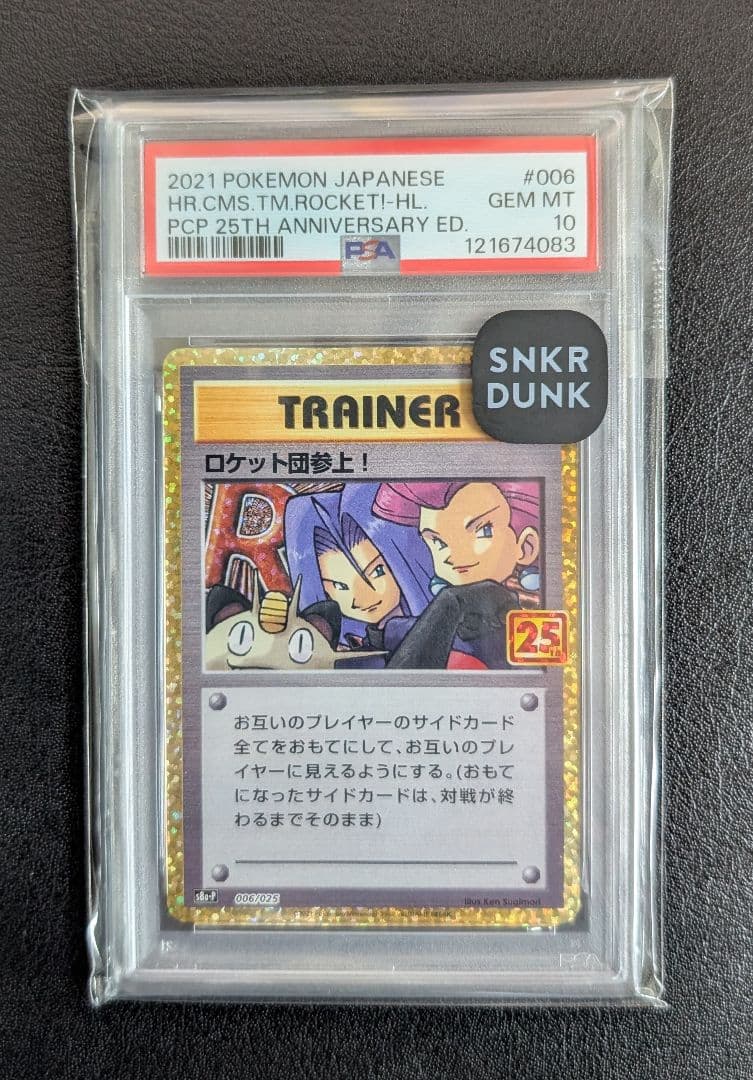 2021 POKEMON JAPANESE #006
HR.CMS.TM.ROCKET!-HL. GEM MT
PCP 25TH ANNIVERSARY ED. 10
PSA 121674083
SNKR
DUNK
TRAINER
ロケット団参上!
R
25TH
お互いのプレイヤーのサイドカード
全てをおもてにして、お互いのプレ
イヤーに見えるようにする。(おもて
になったサイドカードは、対戦が終
わるまでそのまま)
s8a-P 006/025
Illus.Ken Sugimori
PSA